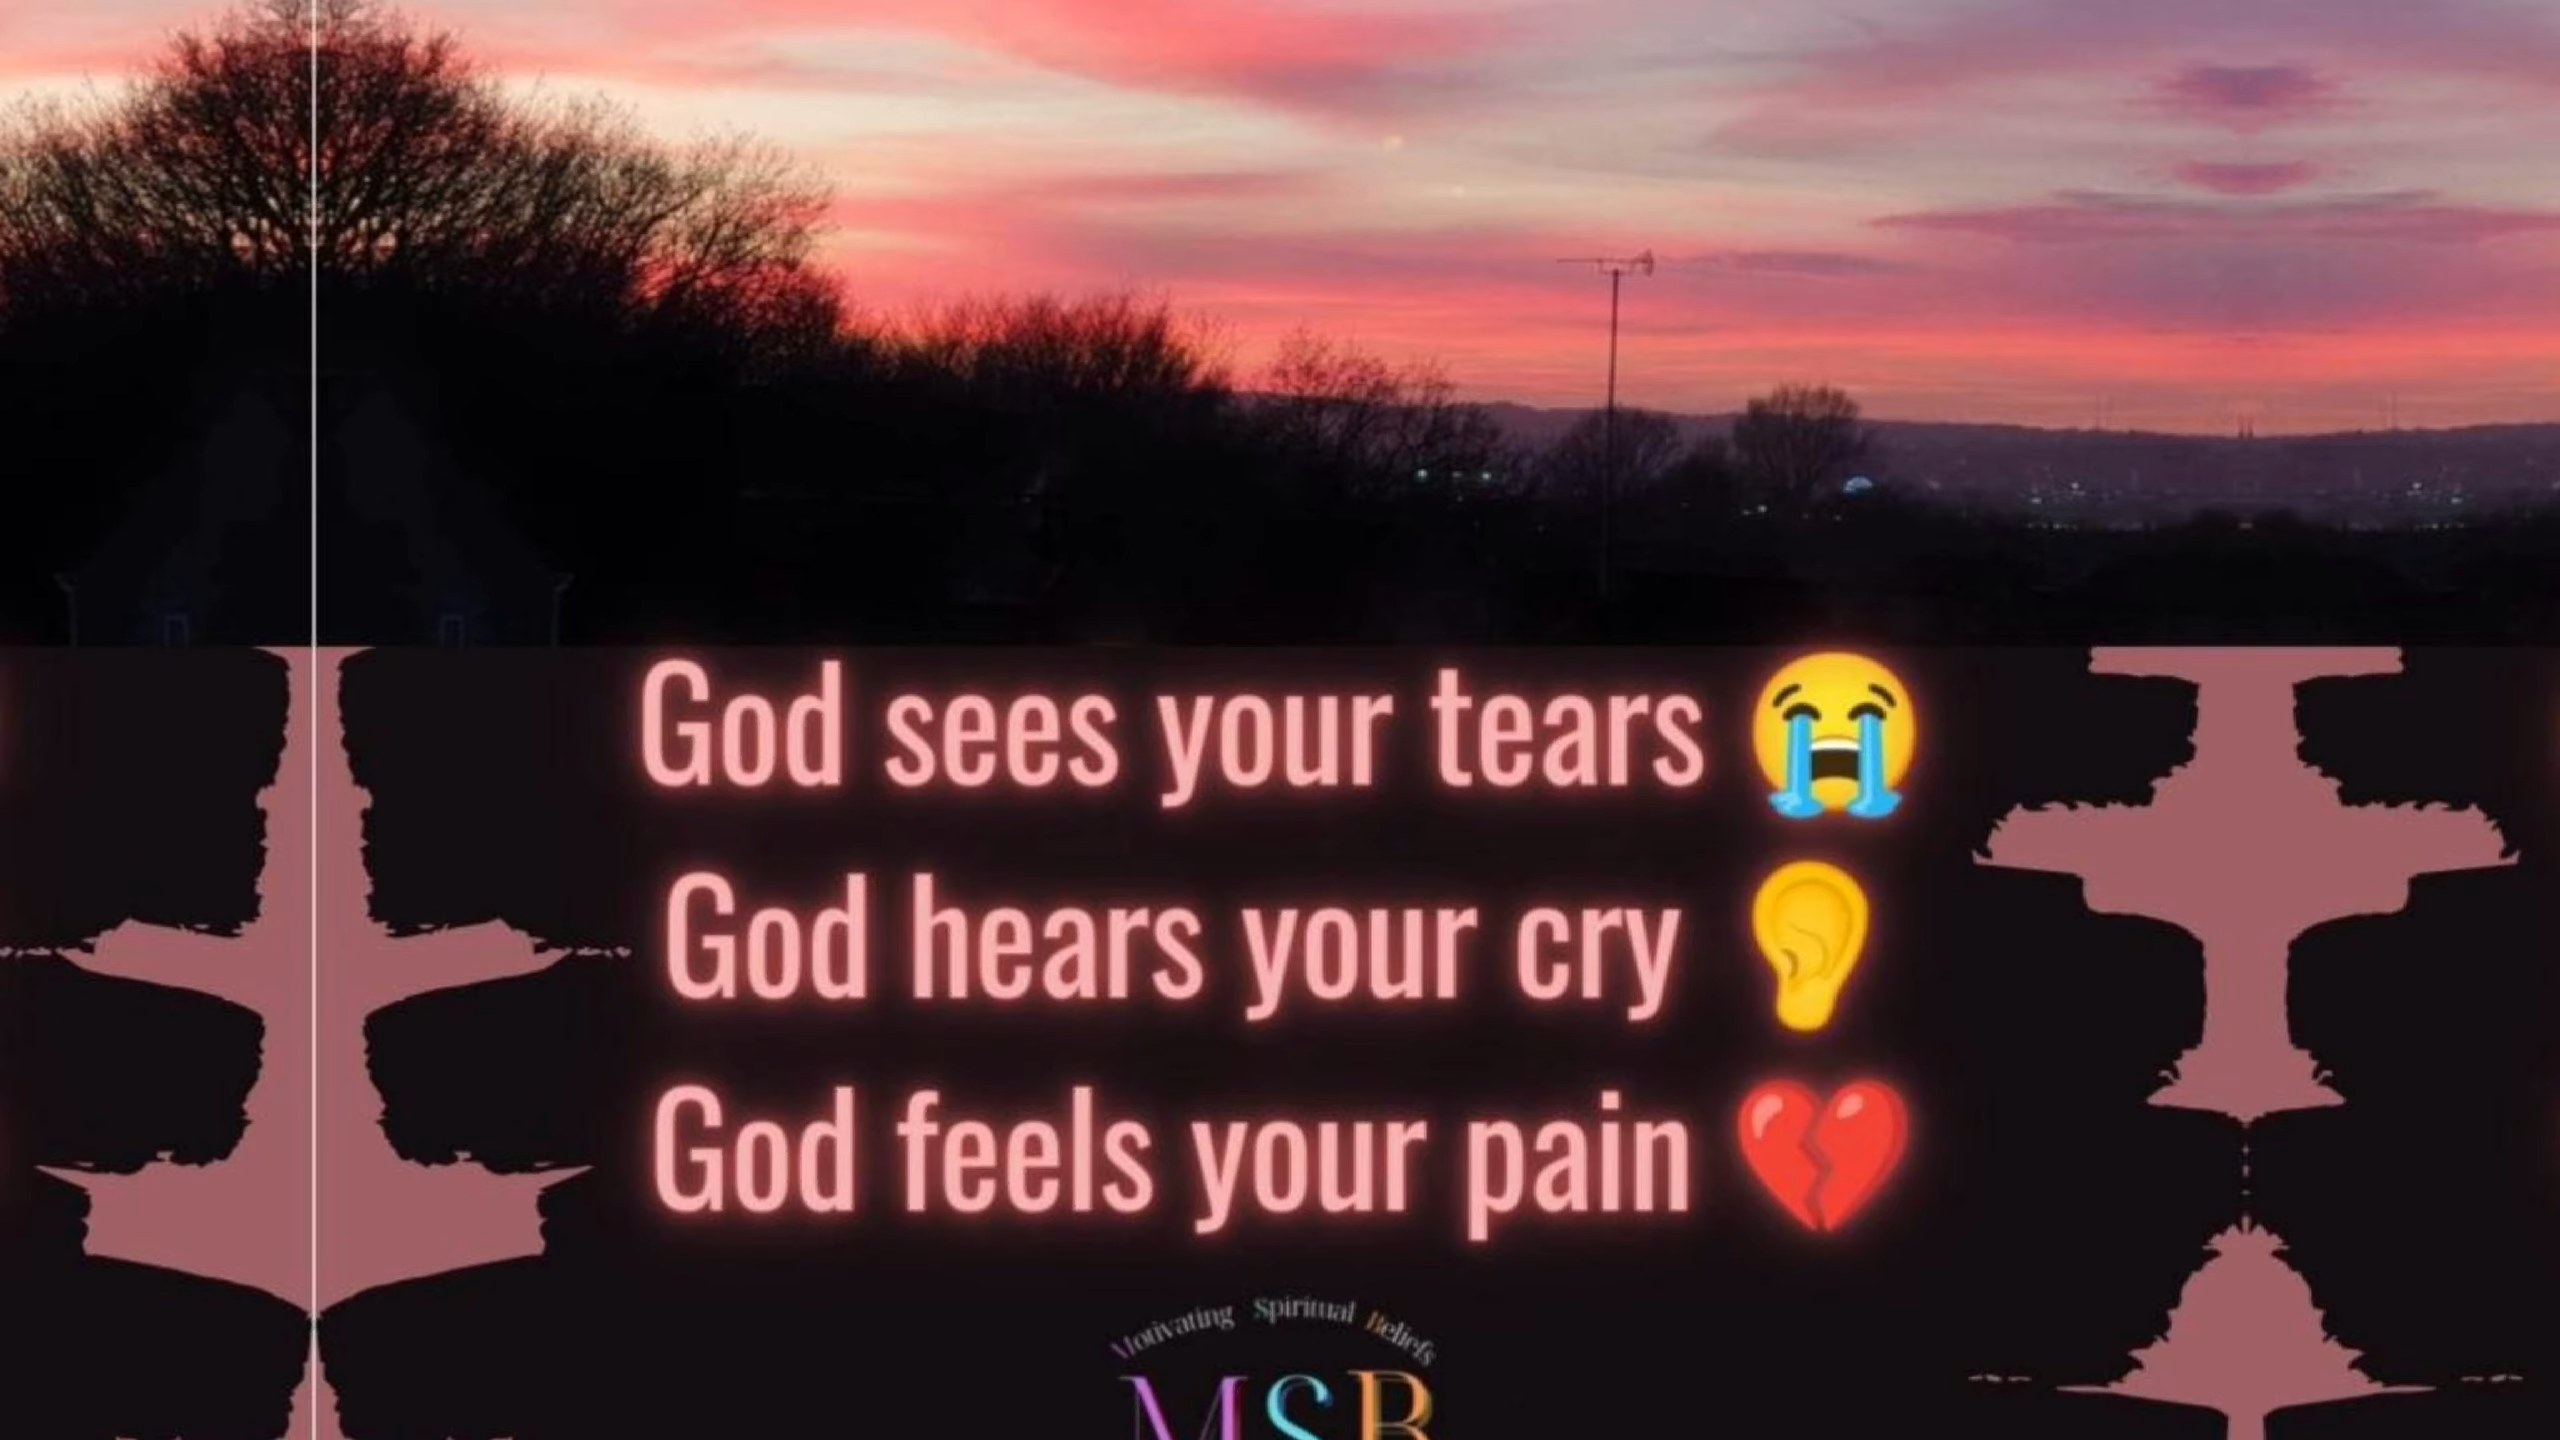 God sees your tears 😭
God hears your cry 👂
God feels your pain 💔
Motivating Spiritual Beliefs
MSB